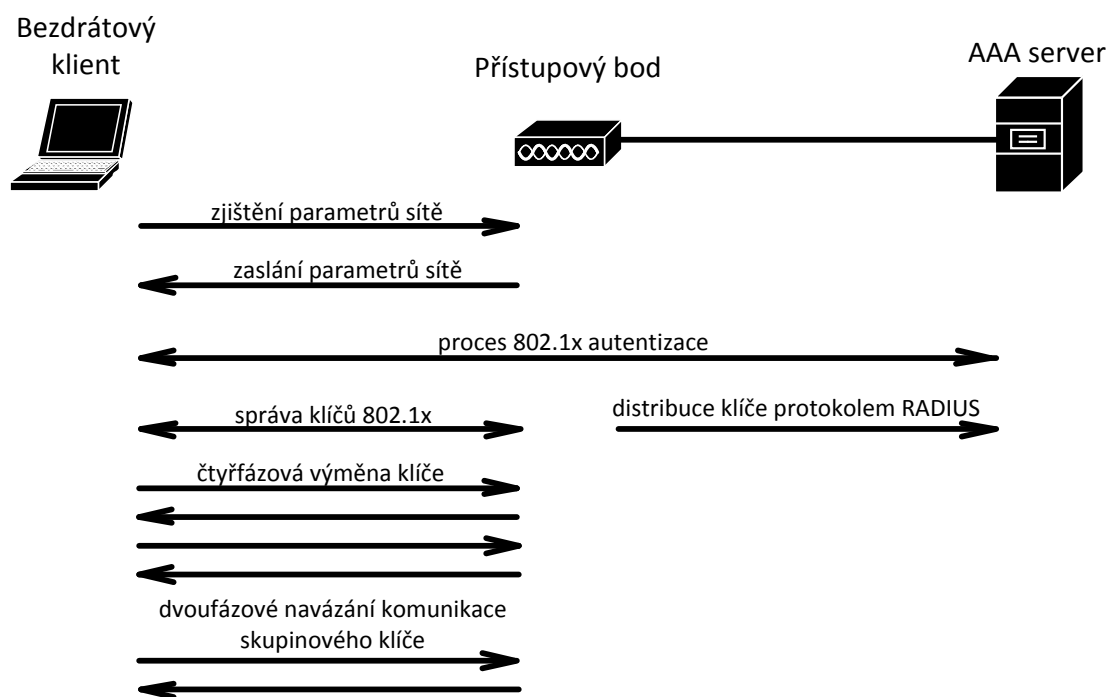 Bezdrátový
klient
Přístupový bod
AAA server
zjištění parametrů sítě
zaslání parametrů sítě
proces 802.1x autentizace
správa klíčů 802.1x
distribuce klíče protokolem RADIUS
čtyřfázová výměna klíče
dvoufázové navázání komunikace
skupinového klíče